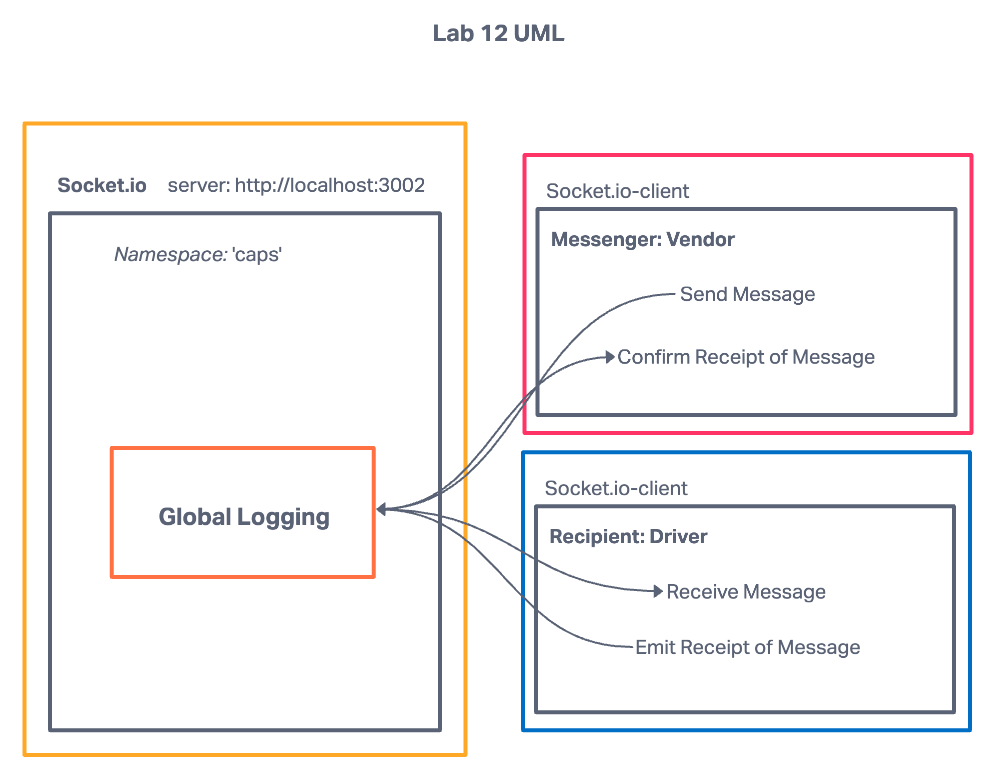 Lab 12 UML
Socket.io server: http://localhost:3002
Namespace: 'caps'
Global Logging
Socket.io-client
Messenger: Vendor
Send Message
Confirm Receipt of Message
Socket.io-client
Recipient: Driver
Receive Message
Emit Receipt of Message